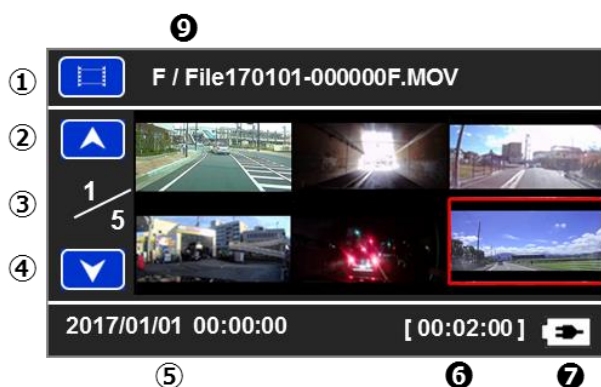 ❾
① F / File170101-000000F.MOV
②
③ 1/5
④
2017/01/01 00:00:00 [ 00:02:00 ]
⑤ ❻ ❼